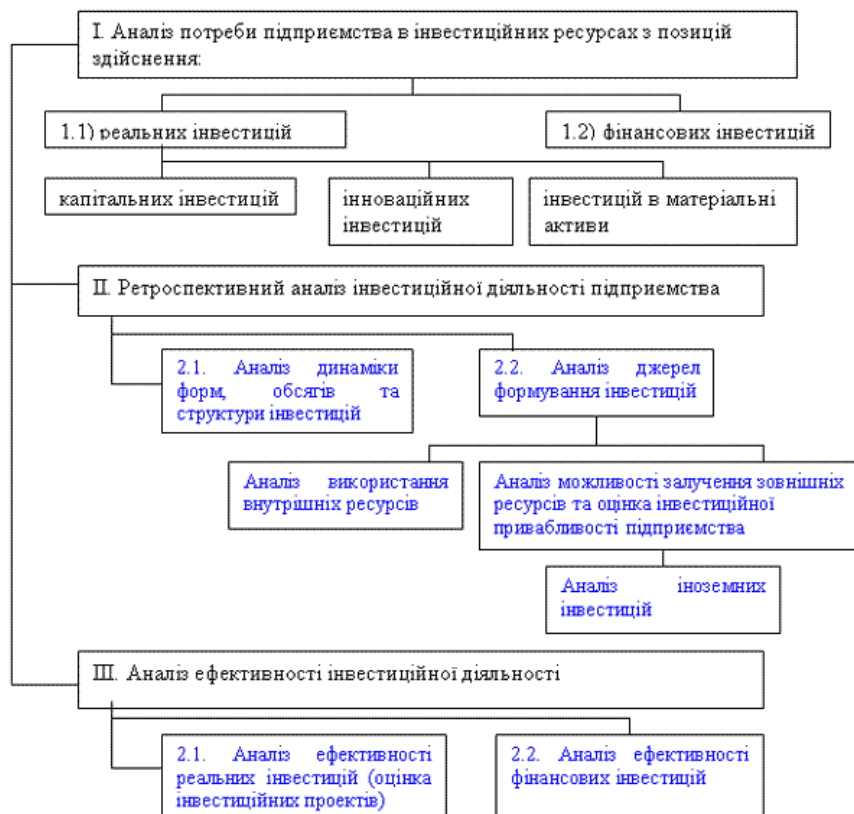 I. Аналіз потреби підприємства в інвестиційних ресурсах з позицій
здійснення:
1.1) реальних інвестицій
1.2) фінансових інвестицій
капітальних інвестицій
інноваційних
інвестицій
інвестицій в матеріальні
активи
II. Ретроспективний аналіз інвестиційної діяльності підприємства
2.1. Аналіз динаміки
форм, обсягів та
структури інвестицій
2.2. Аналіз джерел
формування інвестицій
Аналіз використання
внутрішніх ресурсів
Аналіз можливості залучення зовнішніх
ресурсів та оцінка інвестиційної
привабливості підприємства
Аналіз іноземних
інвестицій
III. Аналіз ефективності інвестиційної діяльності
2.1. Аналіз ефективності
реальних інвестицій (оцінка
інвестиційних проектів)
2.2. Аналіз ефективності
фінансових інвестицій